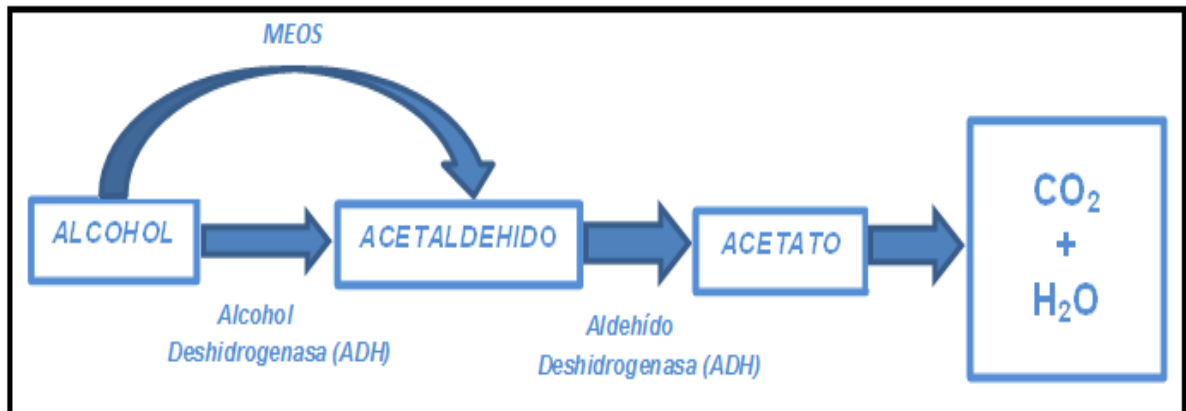 MEOS
ALCOHOL
ACETALDEHIDO
ACETATO
CO₂
+
H₂O
Alcohol
Deshidrogenasa (ADH)
Aldehído
Deshidrogenasa (ADH)